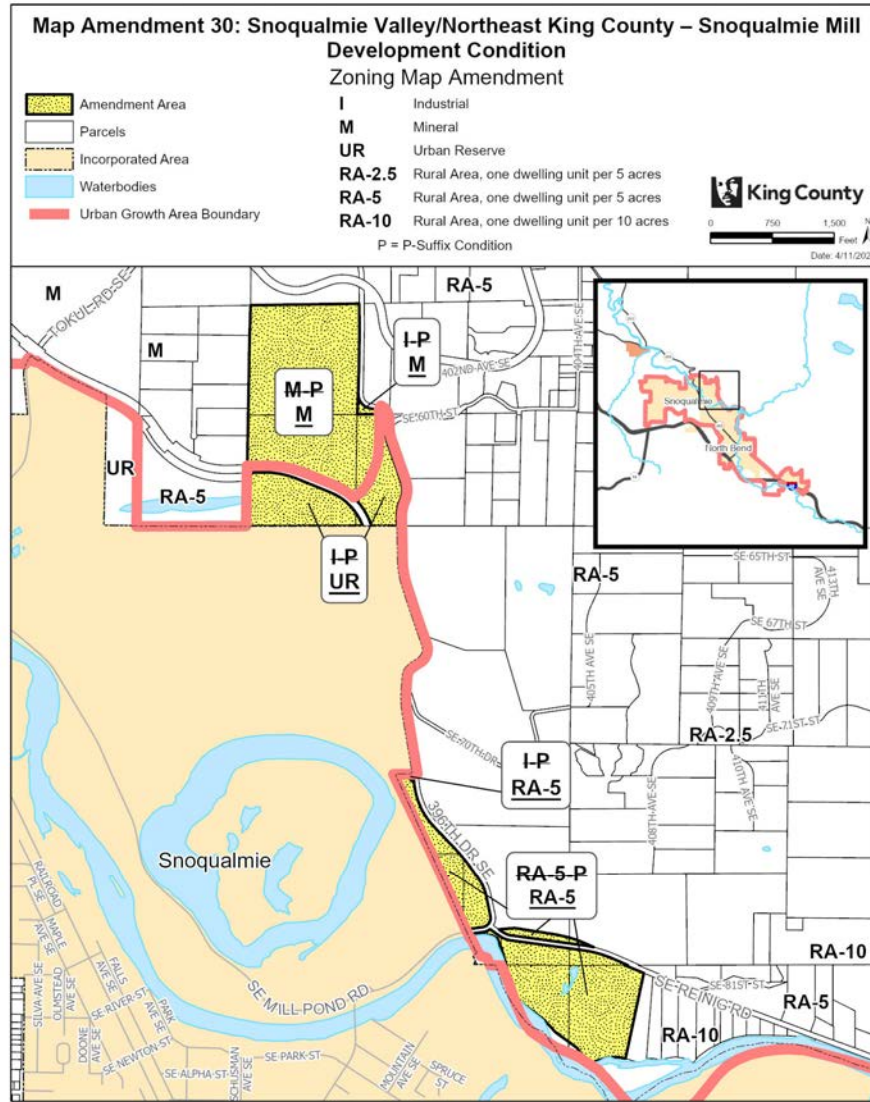 Map Amendment 30: Snoqualmie Valley/Northeast King County – Snoqualmie Mill
Development Condition
Zoning Map Amendment
Amendment Area
Parcels
Incorporated Area
Waterbodies
Urban Growth Area Boundary
I Industrial
M Mineral
UR Urban Reserve
RA-2.5 Rural Area, one dwelling unit per 5 acres
RA-5 Rural Area, one dwelling unit per 5 acres
RA-10 Rural Area, one dwelling unit per 10 acres
P = P-Suffix Condition
King County
0 750 1,500
Feet
N
Date: 4/11/202
M
TOKUL RD SE
RA-5
404TH AVE SE
M
I-P
M
402ND AVE SE
M-P
M
SE 60TH ST
Snoqualmie
North Bend
UR
RA-5
I-P
UR
RA-5
SE 65TH ST
413TH
AVE SE
SE 67TH ST
405TH AVE SE
409TH AVE SE
411TH
AVE SE
SE 71ST ST
RA-2.5
SE 70TH DR
I-P
RA-5
408TH AVE SE
410TH AVE SE
396TH DR SE
Snoqualmie
RA-5-P
RA-5
RAILROAD
PL SE
MAPLE
AVE SE
RA-10
SILVA AVE SE
OLMSTEAD
AVE SE
FALLS
AVE SE
PARK
AVE SE
SE RIVER ST
SE MILL POND RD
SE REINIG RD
SE 81ST ST
RA-5
DOONE
AVE SE
SE NEWTON ST
RA-10
SE PARK ST
SE ALPHA ST
SCHUSMAN
AVE SE
MOUNTAIN
AVE SE
SPRUCE
ST